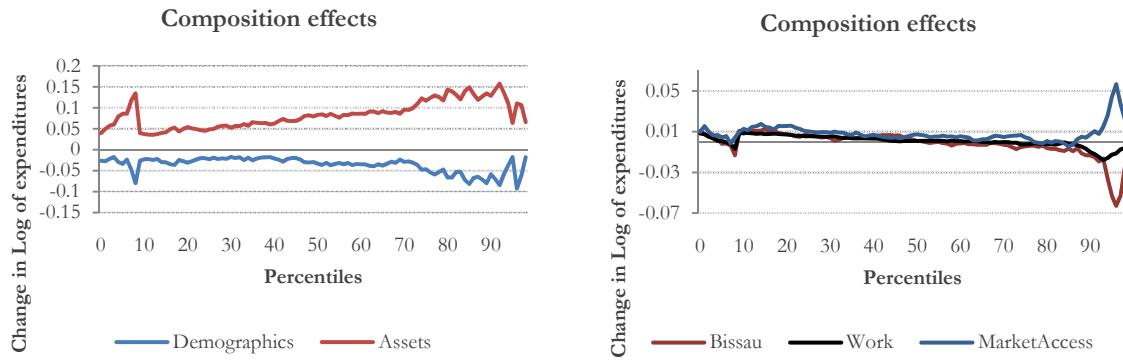 Composition effects
Change in Log of expenditures
0.2
0.15
0.1
0.05
0
-0.05
-0.1
-0.15
0 10 20 30 40 50 60 70 80 90
Percentiles
Demographics Assets
Composition effects
Change in Log of expenditures
0.05
0.01
-0.03
-0.07
0 10 20 30 40 50 60 70 80 90
Percentiles
Bissau Work MarketAccess